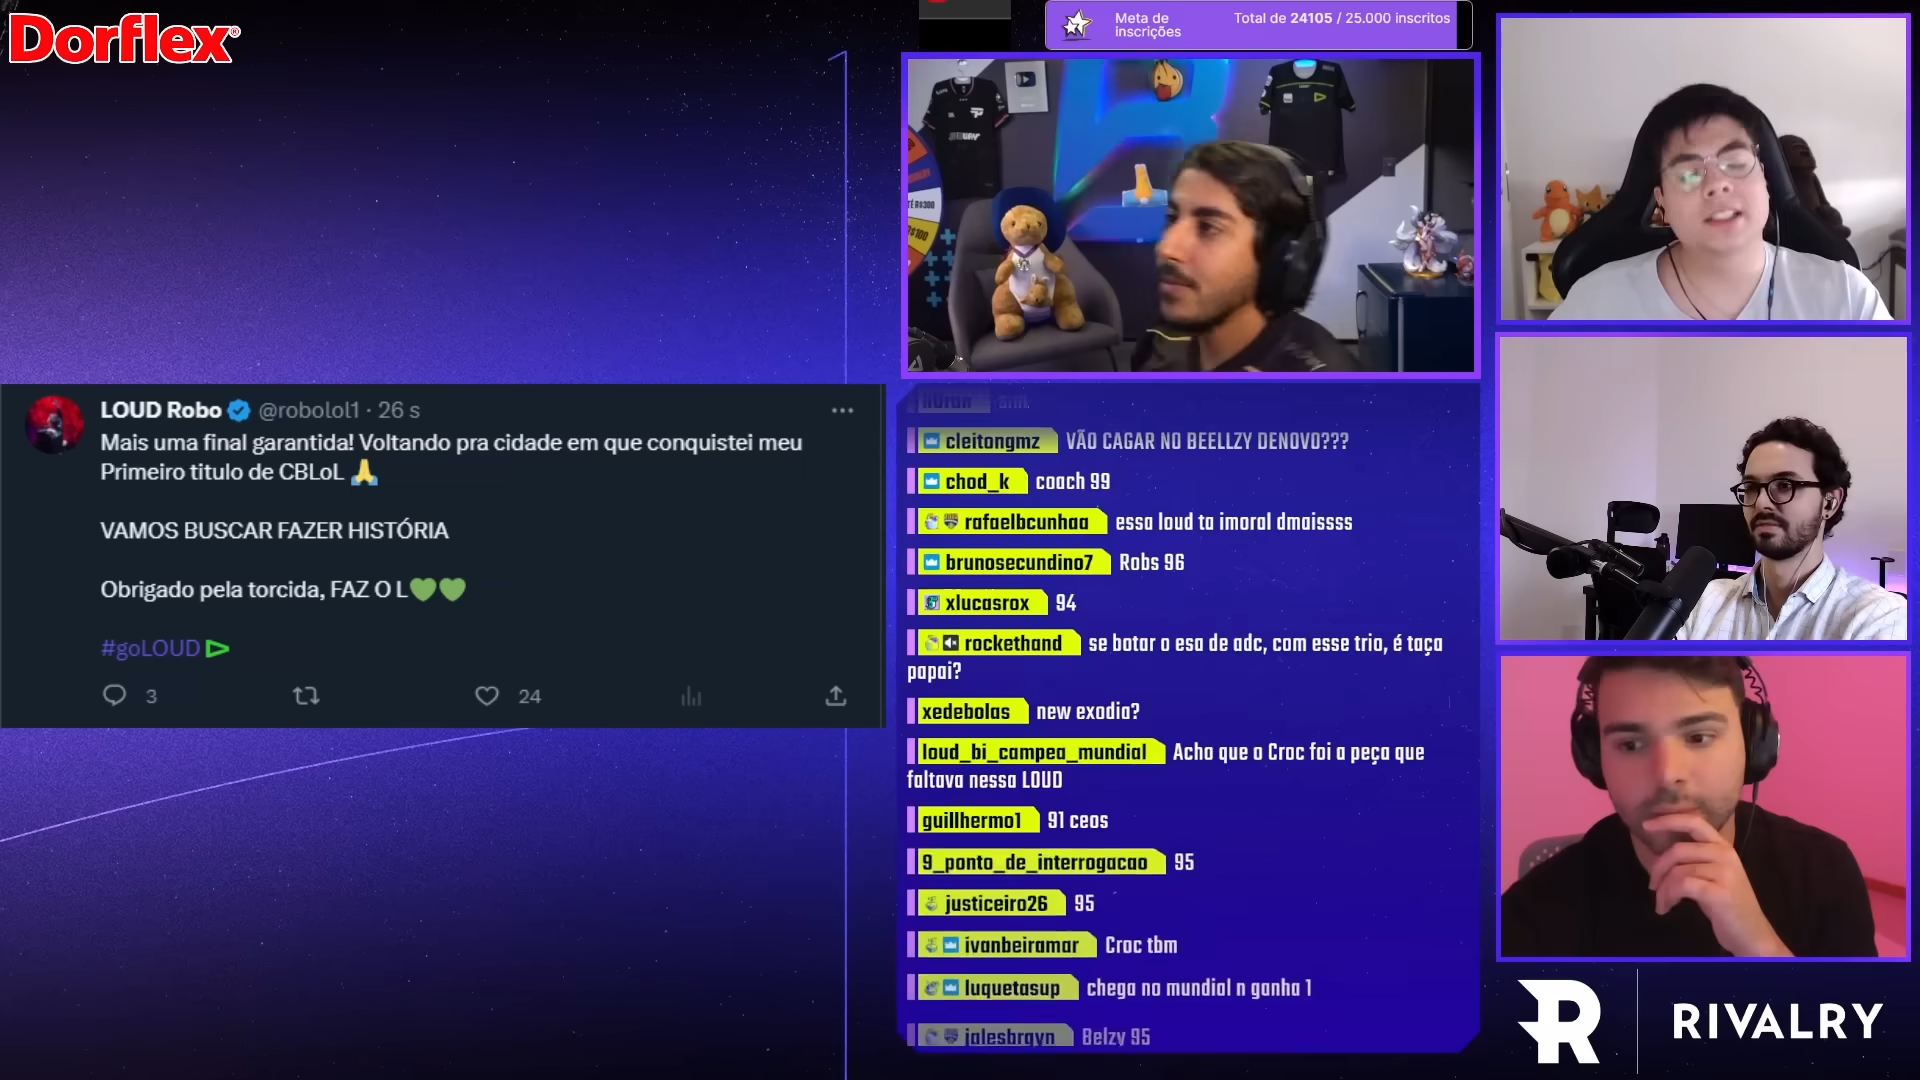 Dorflex®
Meta de
inscrições
Total de 24105 / 25.000 inscritos
LOUD Robo @robolol1 · 26 s
Mais uma final garantida! Voltando pra cidade em que conquistei meu
Primeiro titulo de CBLoL 🙏
VAMOS BUSCAR FAZER HISTÓRIA
Obrigado pela torcida, FAZ O L💚💚
#goLOUD
3
24
cleitongmz VÃO CAGAR NO BEELLZY DENOVO???
chod_k coach 99
rafaelbcunhaa essa loud ta imoral dmaissss
brunosecundino7 Robs 96
xlucasrox 94
rockethand se botar o esa de adc, com esse trio, é taça
papai?
xedebolas new exodia?
loud_bi_campea_mundial Acho que o Croc foi a peça que
faltava nessa LOUD
guillhermo1 91 ceos
9_ponto_de_interrogacao 95
justiceiro26 95
ivanbeiramar Croc tbm
luquetasup chega no mundial n ganha 1
jalesbrayn Belzy 95
R$100
RIVALRY